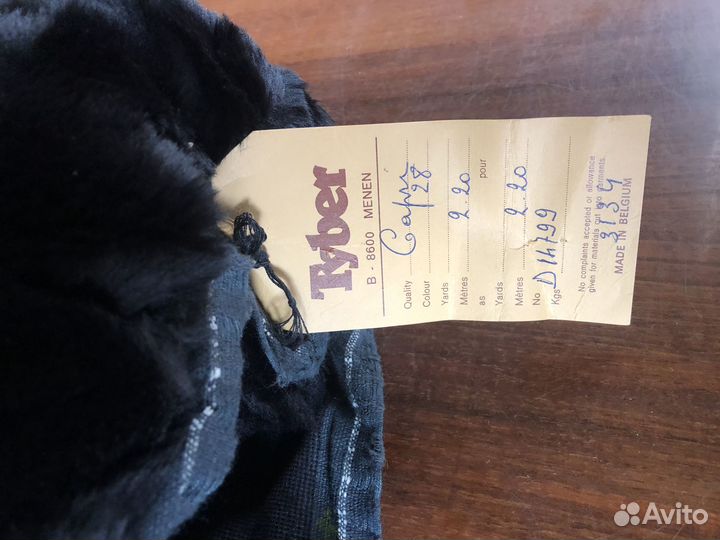 Tyber
B - 8600 MENEN
Quality Capri
Colour 28
Yards
Mètres 2.20
as pour
Yards
Mètres 2.20
No D14799
Kgs
No complaints accepted or allowance
given for materials cut into garments.
3134
MADE IN BELGIUM
Avito